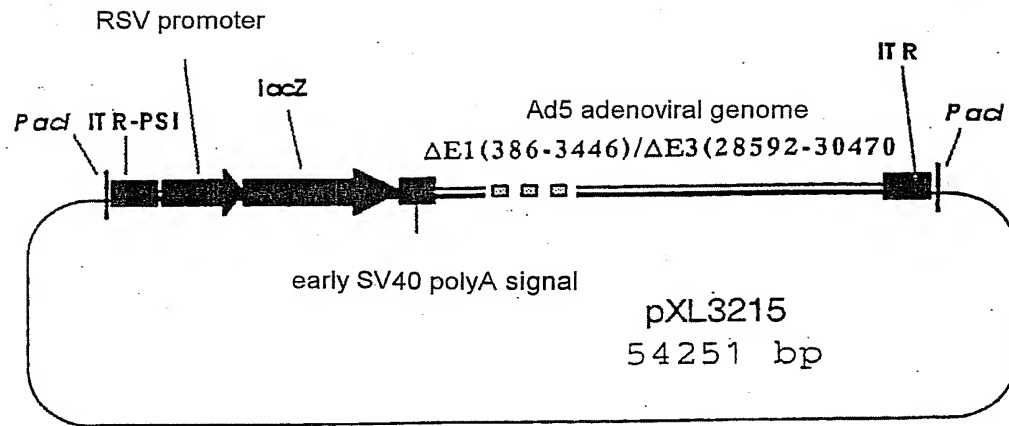 RSV promoter
lacZ
ITR
PacI ITR-PSI
Ad5 adenoviral genome
PacI
ΔE1(386-3446)/ΔE3(28592-30470
early SV40 polyA signal
pXL3215
54251 bp